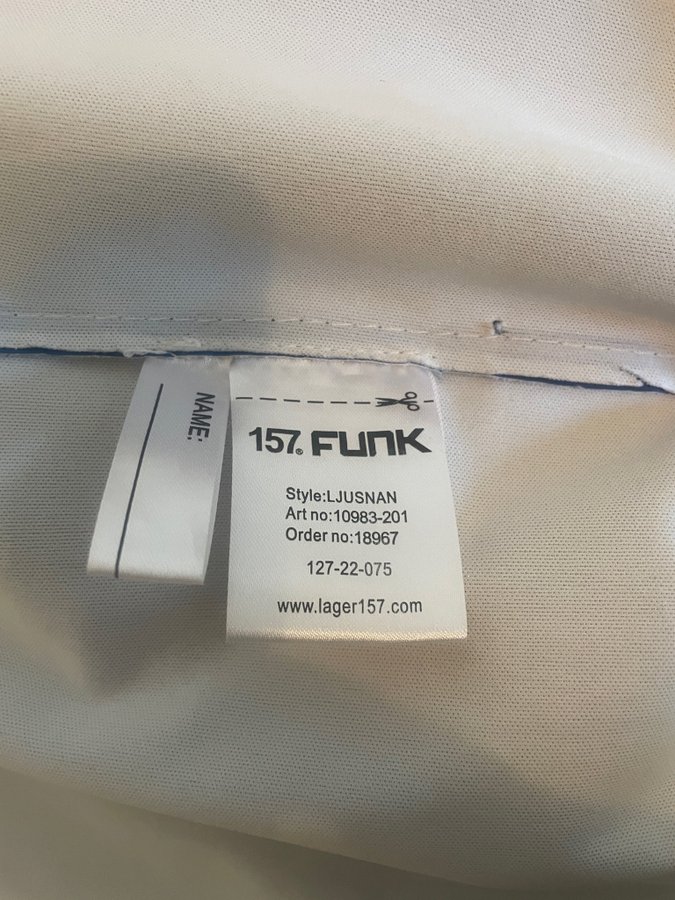 NAME:
157® FUNK
Style:LJUSNAN
Art no:10983-201
Order no:18967
127-22-075
www.lager157.com